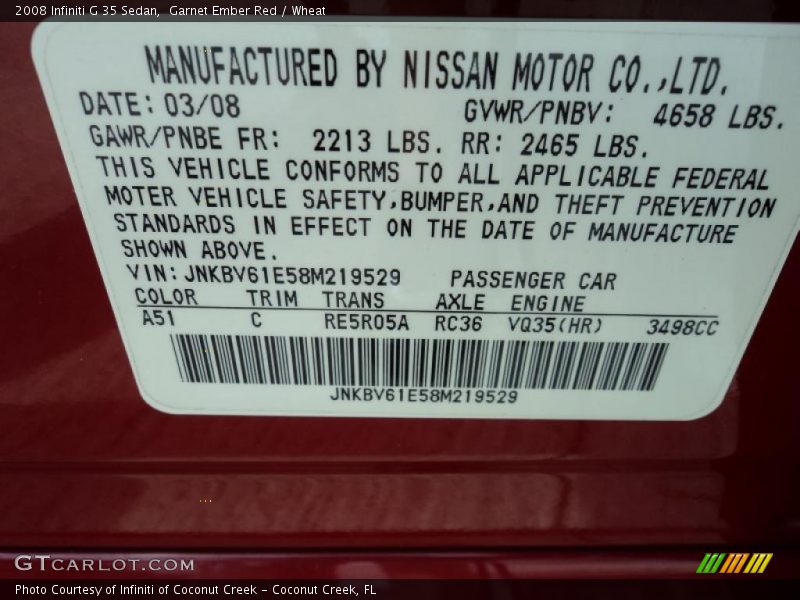 2008 Infiniti G 35 Sedan,  Garnet Ember Red / Wheat
MANUFACTURED BY NISSAN MOTOR CO.,LTD.
DATE: 03/08 GVWR/PNBV: 4658 LBS.
GAWR/PNBE FR: 2213 LBS. RR: 2465 LBS.
THIS VEHICLE CONFORMS TO ALL APPLICABLE FEDERAL
MOTER VEHICLE SAFETY,BUMPER,AND THEFT PREVENTION
STANDARDS IN EFFECT ON THE DATE OF MANUFACTURE
SHOWN ABOVE.
VIN:JNKBV61E58M219529 PASSENGER CAR
COLOR TRIM TRANS AXLE ENGINE
A51 C RE5R05A RC36 VQ35(HR) 3498CC
JNKBV61E58M219529
GTCARLOT.COM
Photo Courtesy of Infiniti of Coconut Creek – Coconut Creek, FL